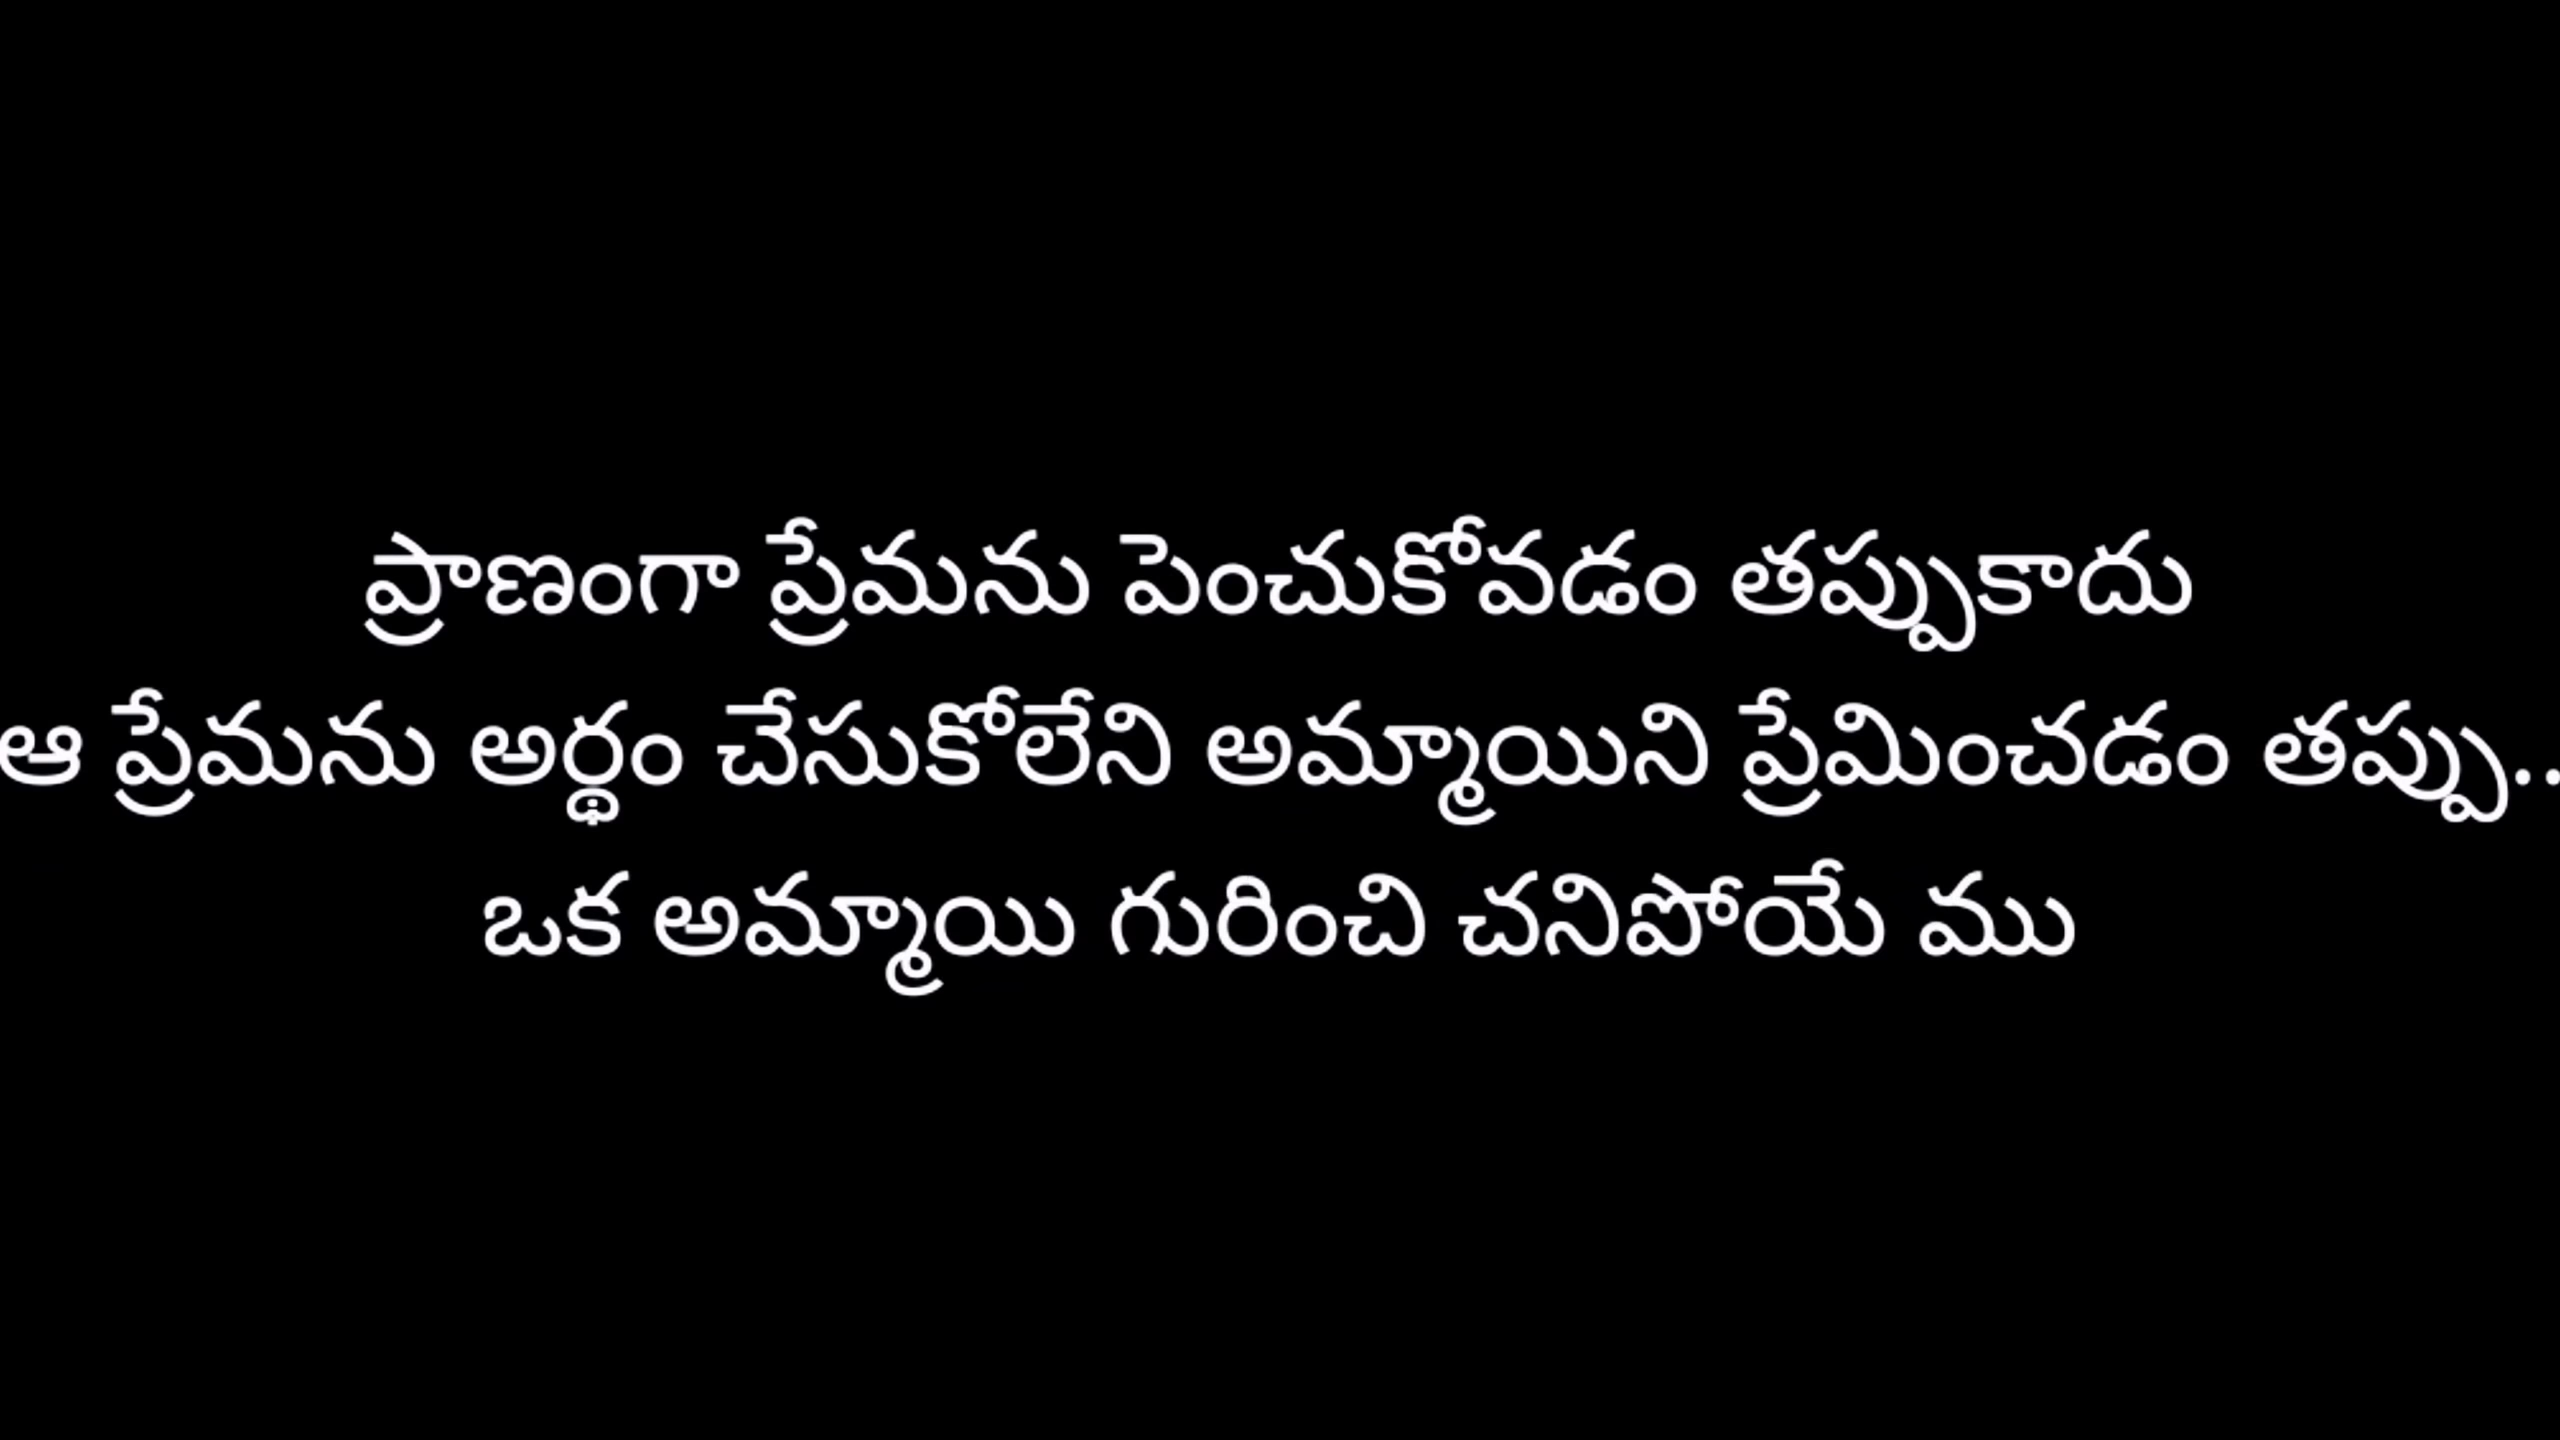 ప్రాణంగా ప్రేమను పెంచుకోవడం తప్పుకాదు
ఆ ప్రేమను అర్థం చేసుకోలేని అమ్మాయిని ప్రేమించడం తప్పు..
ఒక అమ్మాయి గురించి చనిపోయే ము